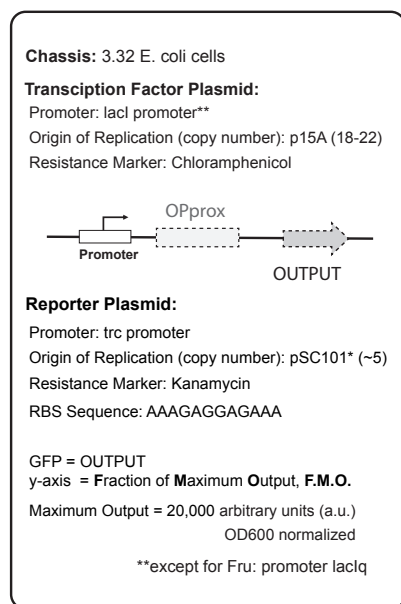 Chassis: 3.32 E. coli cells
Transciption Factor Plasmid:
Promoter: lacI promoter**
Origin of Replication (copy number): p15A (18-22)
Resistance Marker: Chloramphenicol
OPprox
Promoter
OUTPUT
Reporter Plasmid:
Promoter: trc promoter
Origin of Replication (copy number): pSC101* (~5)
Resistance Marker: Kanamycin
RBS Sequence: AAAGAGGAGAAA
GFP = OUTPUT
y-axis = Fraction of Maximum Output, F.M.O.
Maximum Output = 20,000 arbitrary units (a.u.)
OD600 normalized
**except for Fru: promoter lacIq